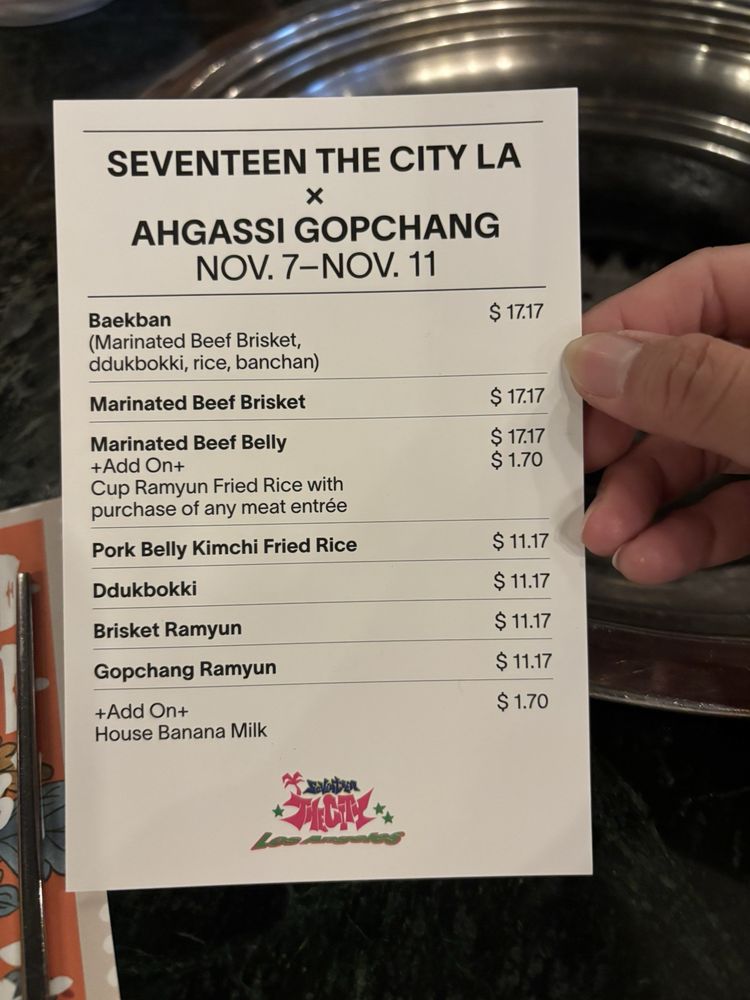 SEVENTEEN THE CITY LA
×
AHGASSI GOPCHANG
NOV. 7–NOV. 11
Baekban $ 17.17
(Marinated Beef Brisket,
ddukbokki, rice, banchan)
Marinated Beef Brisket $ 17.17
Marinated Beef Belly $ 17.17
+Add On+ $ 1.70
Cup Ramyun Fried Rice with
purchase of any meat entrée
Pork Belly Kimchi Fried Rice $ 11.17
Ddukbokki $ 11.17
Brisket Ramyun $ 11.17
Gopchang Ramyun $ 11.17
+Add On+ $ 1.70
House Banana Milk
SEVENTEEN
THE CITY
Los Angeles